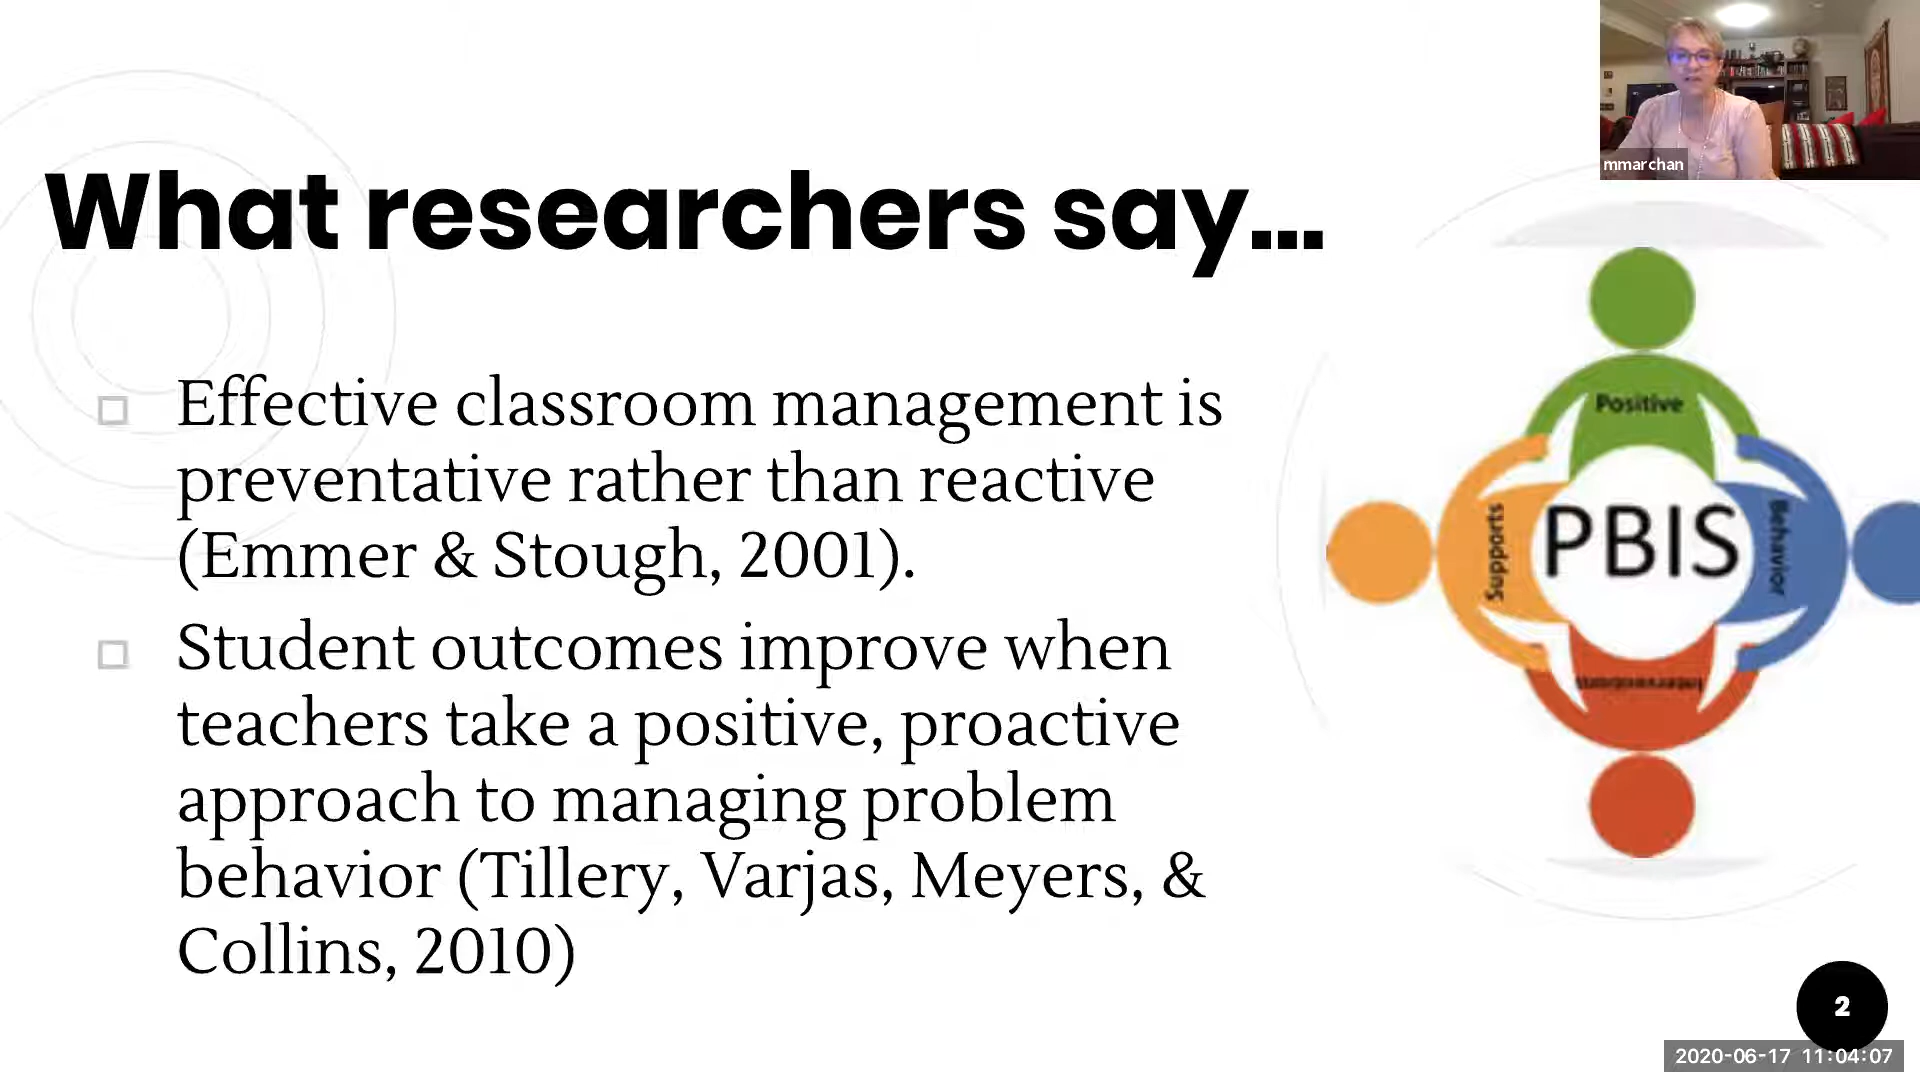 mmarchan
What researchers say...
Effective classroom management is
preventative rather than reactive
(Emmer & Stough, 2001).
Student outcomes improve when
teachers take a positive, proactive
approach to managing problem
behavior (Tillery, Varjas, Meyers, &
Collins, 2010)
Positive
Supports
PBIS
Behavior
Interventions
2
2020-06-17 11:04:07